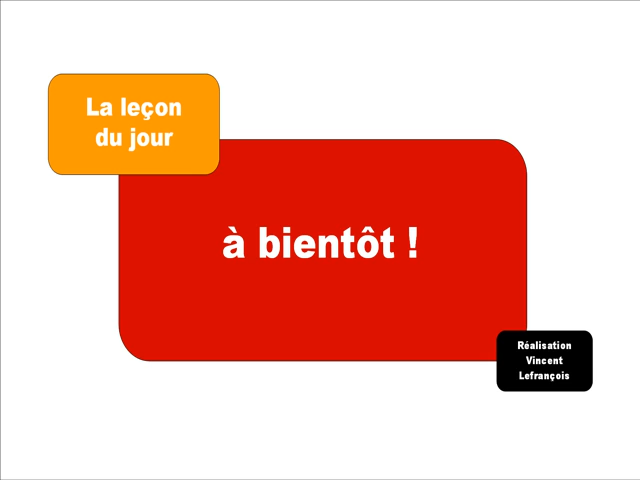 La leçon
du jour
à bientôt !
Réalisation
Vincent
Lefrançois